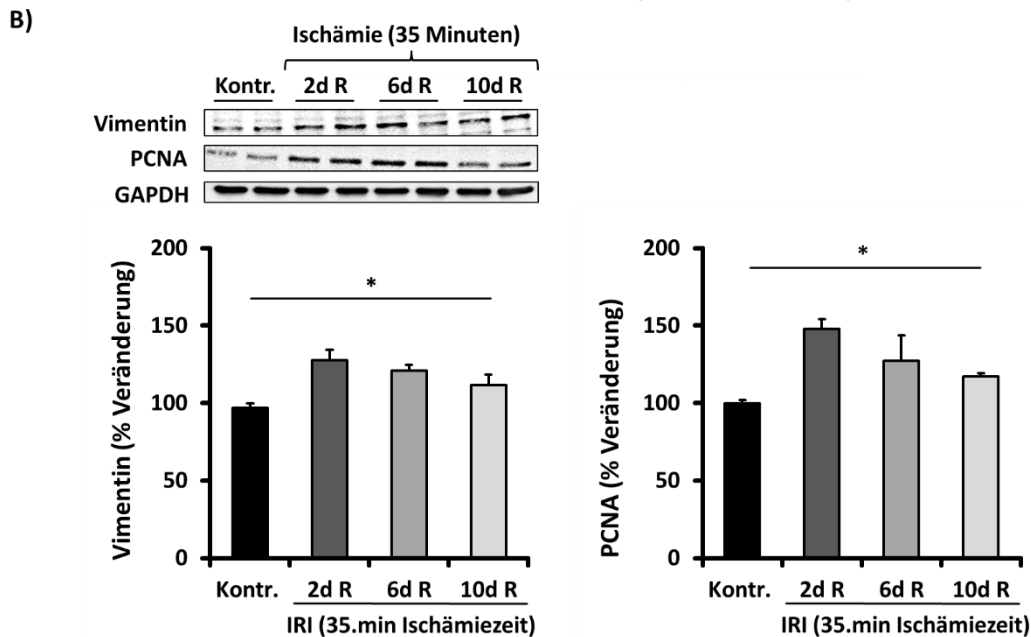 B)
Ischämie (35 Minuten)
Kontr. 2d R 6d R 10d R
Vimentin
PCNA
GAPDH
Vimentin (% Veränderung)
200
150
100
50
0
*
Kontr. 2d R 6d R 10d R
IRI (35.min Ischämiezeit)
PCNA (% Veränderung)
200
150
100
50
0
*
Kontr. 2d R 6d R 10d R
IRI (35.min Ischämiezeit)